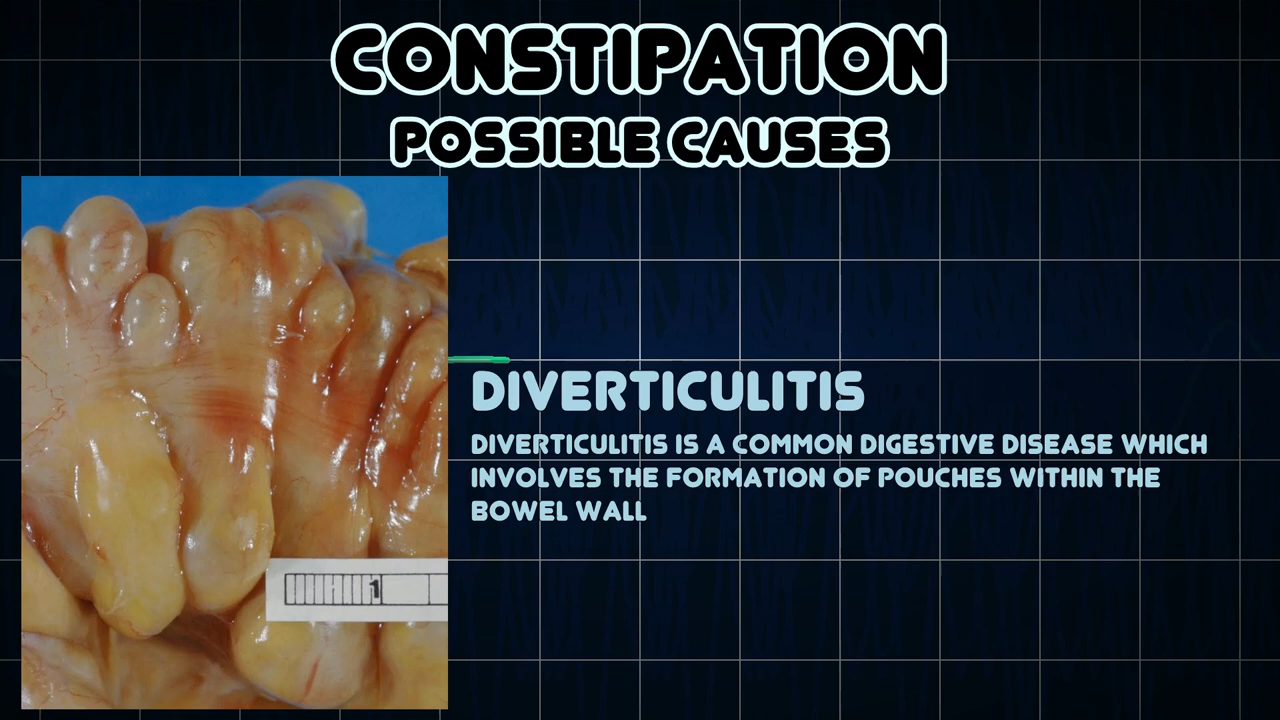 CONSTIPATION
POSSIBLE CAUSES
DIVERTICULITIS
DIVERTICULITIS IS A COMMON DIGESTIVE DISEASE WHICH
INVOLVES THE FORMATION OF POUCHES WITHIN THE
BOWEL WALL
1